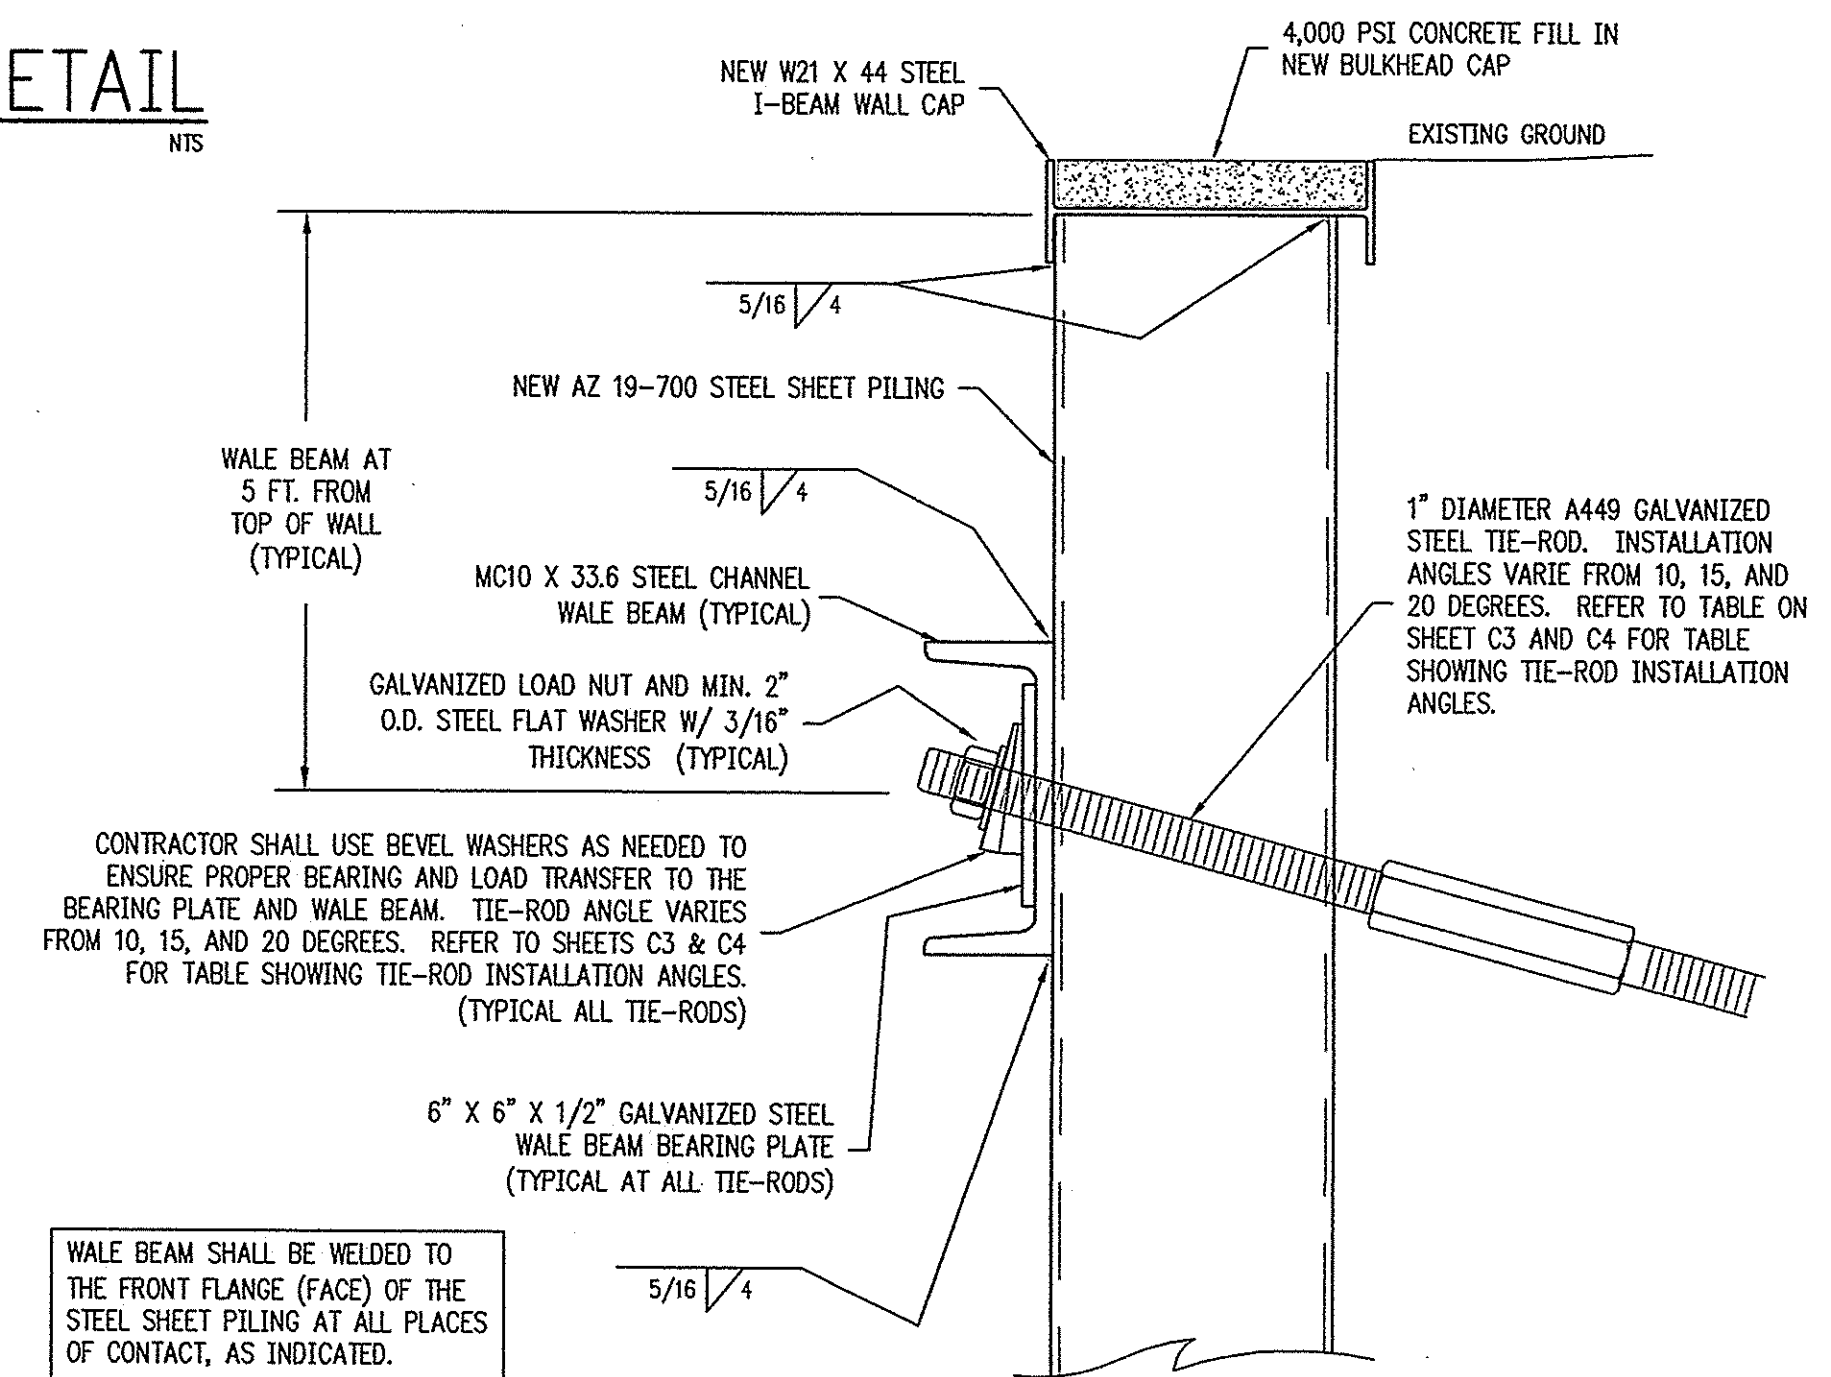 ETAIL
NTS
NEW W21 X 44 STEEL
I-BEAM WALL CAP
4,000 PSI CONCRETE FILL IN
NEW BULKHEAD CAP
EXISTING GROUND
5/16 4
NEW AZ 19-700 STEEL SHEET PILING
WALE BEAM AT
5 FT. FROM
TOP OF WALL
(TYPICAL)
5/16 4
MC10 X 33.6 STEEL CHANNEL
WALE BEAM (TYPICAL)
1" DIAMETER A449 GALVANIZED
STEEL TIE-ROD. INSTALLATION
ANGLES VARIE FROM 10, 15, AND
20 DEGREES. REFER TO TABLE ON
SHEET C3 AND C4 FOR TABLE
SHOWING TIE-ROD INSTALLATION
ANGLES.
GALVANIZED LOAD NUT AND MIN. 2"
O.D. STEEL FLAT WASHER W/ 3/16"
THICKNESS (TYPICAL)
CONTRACTOR SHALL USE BEVEL WASHERS AS NEEDED TO
ENSURE PROPER BEARING AND LOAD TRANSFER TO THE
BEARING PLATE AND WALE BEAM. TIE-ROD ANGLE VARIES
FROM 10, 15, AND 20 DEGREES. REFER TO SHEETS C3 & C4
FOR TABLE SHOWING TIE-ROD INSTALLATION ANGLES.
(TYPICAL ALL TIE-RODS)
6" X 6" X 1/2" GALVANIZED STEEL
WALE BEAM BEARING PLATE
(TYPICAL AT ALL TIE-RODS)
5/16 4
WALE BEAM SHALL BE WELDED TO
THE FRONT FLANGE (FACE) OF THE
STEEL SHEET PILING AT ALL PLACES
OF CONTACT, AS INDICATED.